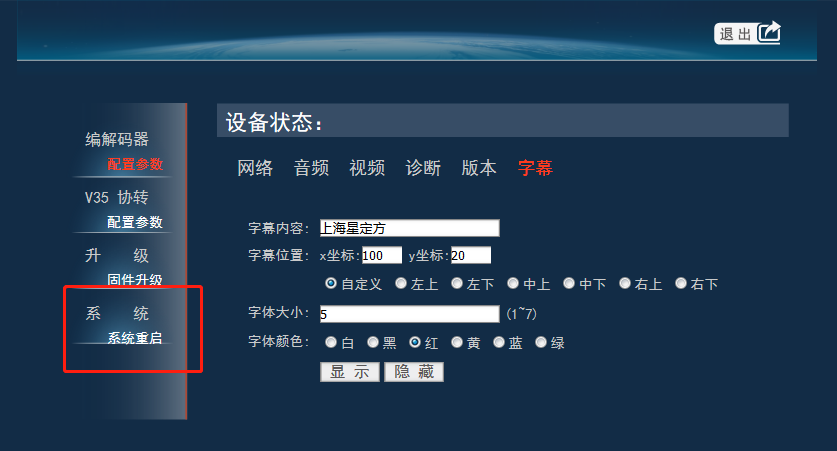 退出
设备状态：
编解码器
配置参数
V35 协转
配置参数
升 级
固件升级
系 统
系统重启
网络 音频 视频 诊断 版本 字幕
字幕内容: 上海星定方
字幕位置: x坐标:100 y坐标:20
自定义 左上 左下 中上 中下 右上 右下
字体大小: 5 (1~7)
字体颜色: 白 黑 红 黄 蓝 绿
显 示 隐 藏